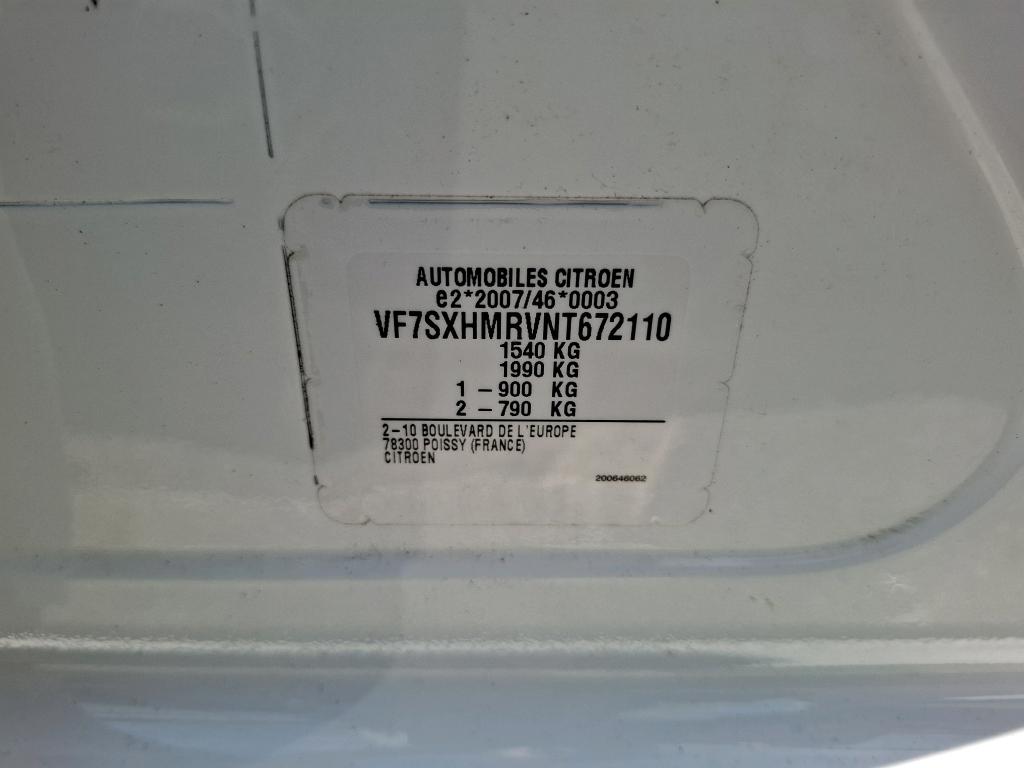 AUTOMOBILES CITROEN
e2*2007/46*0003
VF7SXHMRVNT672110
1540 KG
1990 KG
1 – 900 KG
2 – 790 KG
2–10 BOULEVARD DE L'EUROPE
78300 POISSY (FRANCE)
CITROEN
200646062